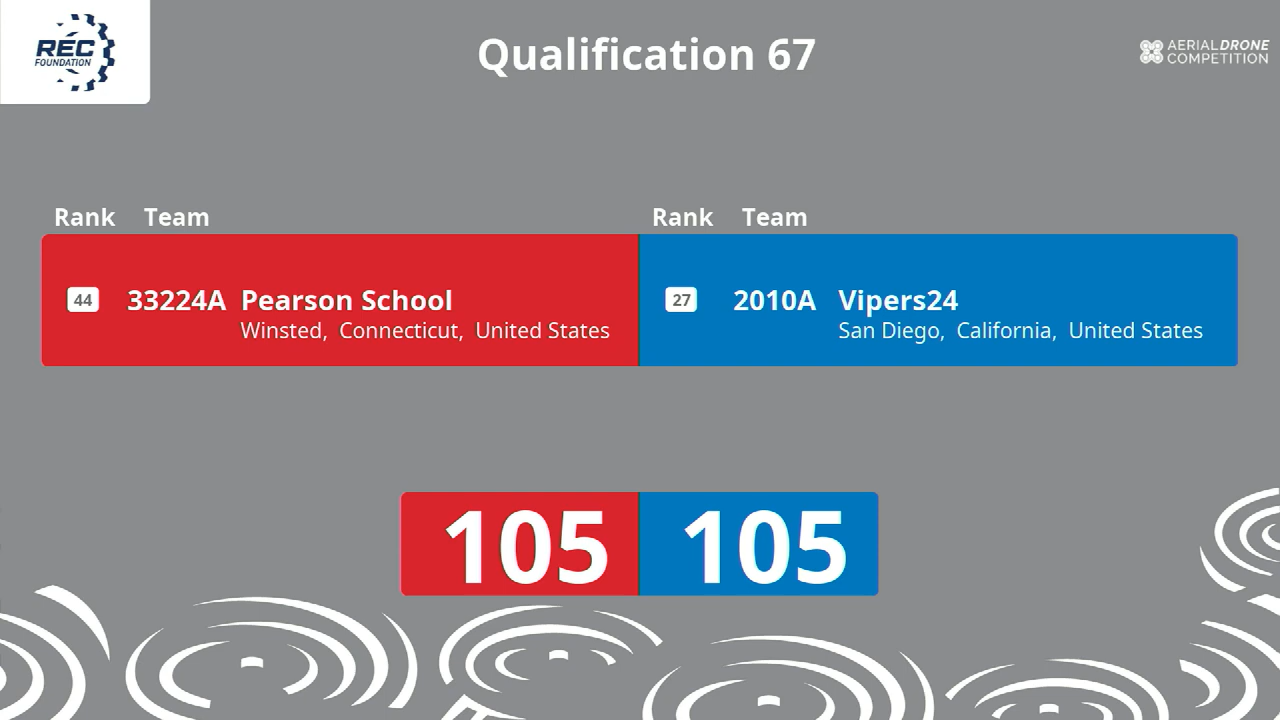 REC
FOUNDATION
Qualification 67
AERIALDRONE
COMPETITION
Rank Team
Rank Team
44 33224A Pearson School
Winsted, Connecticut, United States
27 2010A Vipers24
San Diego, California, United States
105 105